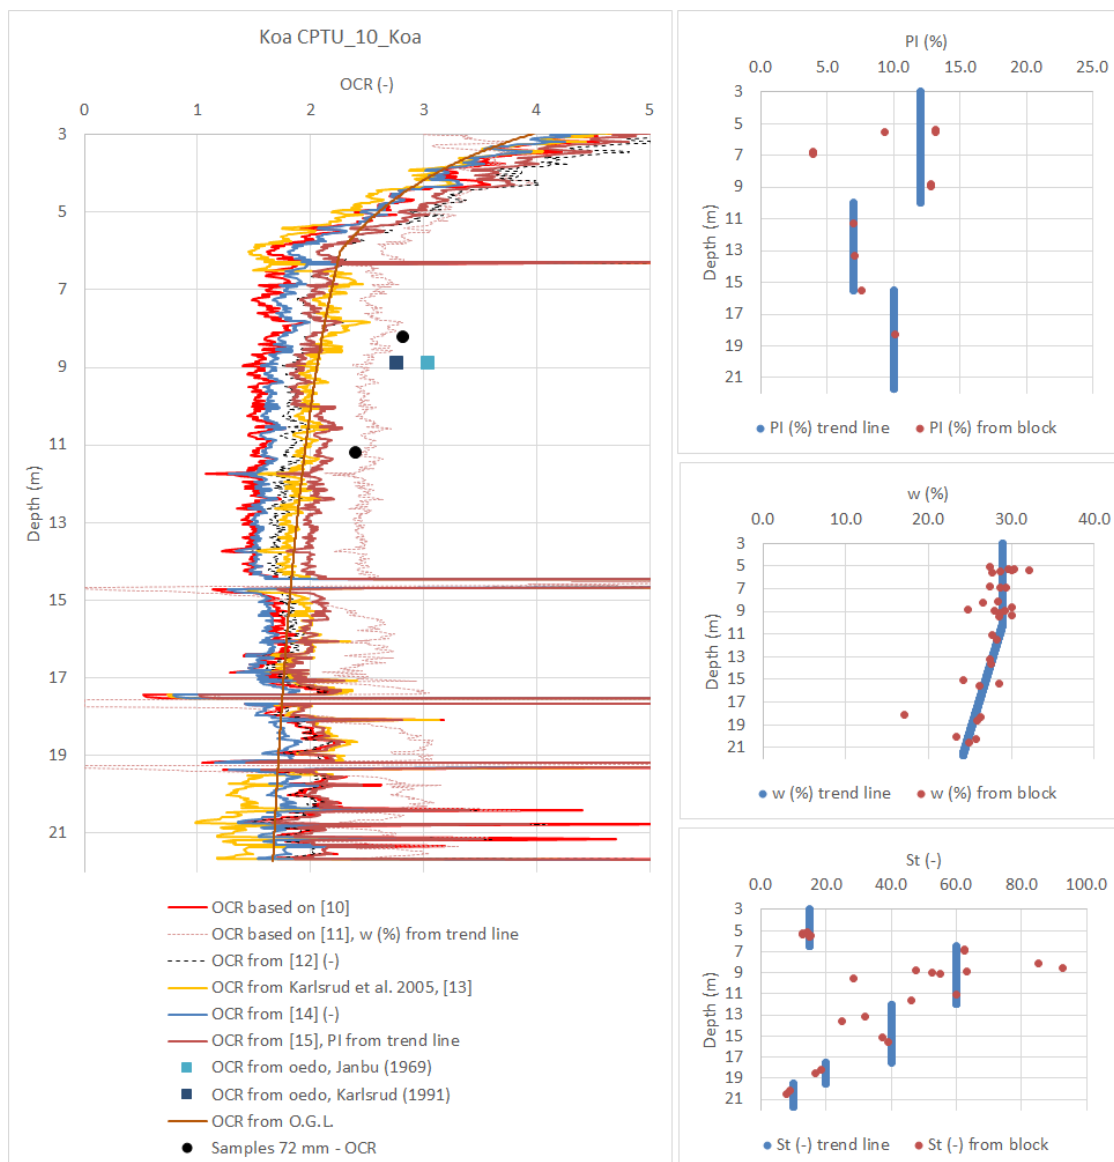 Koa CPTU_10_Koa
OCR (-)
0 1 2 3 4 5
3
5
7
9
11
13
15
17
19
21
Depth (m)
OCR based on [10]
OCR based on [11], w (%) from trend line
OCR from [12] (-)
OCR from Karlsrud et al. 2005, [13]
OCR from [14] (-)
OCR from [15], PI from trend line
OCR from oedo, Janbu (1969)
OCR from oedo, Karlsrud (1991)
OCR from O.G.L.
Samples 72 mm - OCR
PI (%)
0.0 5.0 10.0 15.0 20.0 25.0
3
5
7
9
11
13
15
17
19
21
Depth (m)
PI (%) trend line PI (%) from block
w (%)
0.0 10.0 20.0 30.0 40.0
3
5
7
9
11
13
15
17
19
21
Depth (m)
w (%) trend line w (%) from block
St (-)
0.0 20.0 40.0 60.0 80.0 100.0
3
5
7
9
11
13
15
17
19
21
Depth (m)
St (-) trend line St (-) from block